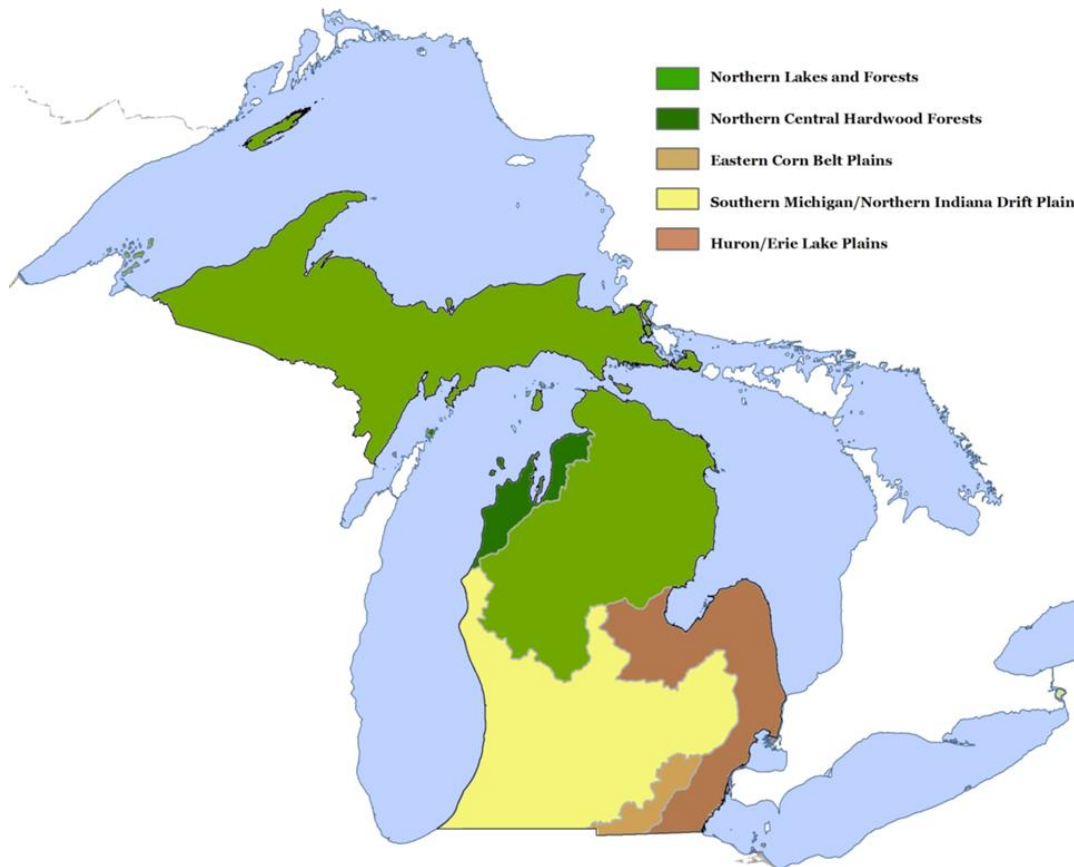 Northern Lakes and Forests
Northern Central Hardwood Forests
Eastern Corn Belt Plains
Southern Michigan/Northern Indiana Drift Plain
Huron/Erie Lake Plains